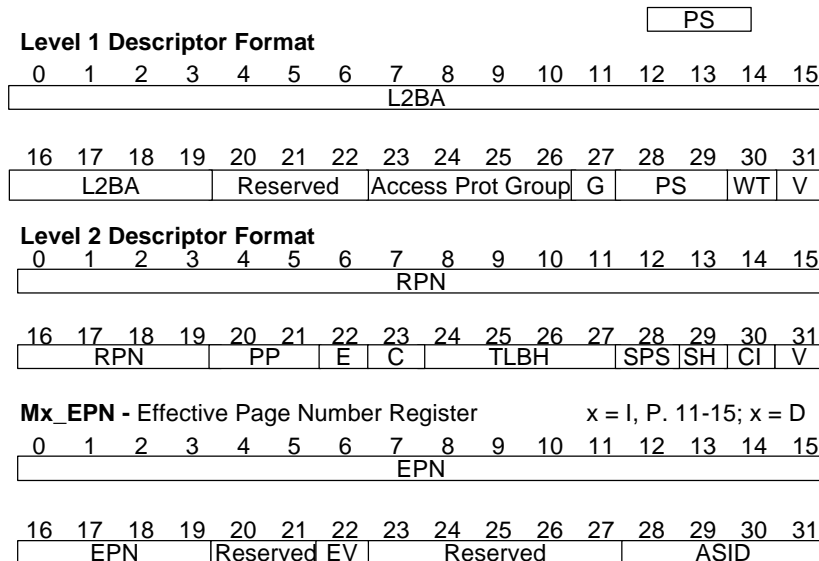 PS
Level 1 Descriptor Format
0 1 2 3 4 5 6 7 8 9 10 11 12 13 14 15
L2BA
16 17 18 19 20 21 22 23 24 25 26 27 28 29 30 31
L2BA Reserved Access Prot Group G PS WT V
Level 2 Descriptor Format
0 1 2 3 4 5 6 7 8 9 10 11 12 13 14 15
RPN
16 17 18 19 20 21 22 23 24 25 26 27 28 29 30 31
RPN PP E C TLBH SPS SH CI V
Mx_EPN - Effective Page Number Register x = I, P. 11-15; x = D
0 1 2 3 4 5 6 7 8 9 10 11 12 13 14 15
EPN
16 17 18 19 20 21 22 23 24 25 26 27 28 29 30 31
EPN Reserved EV Reserved ASID